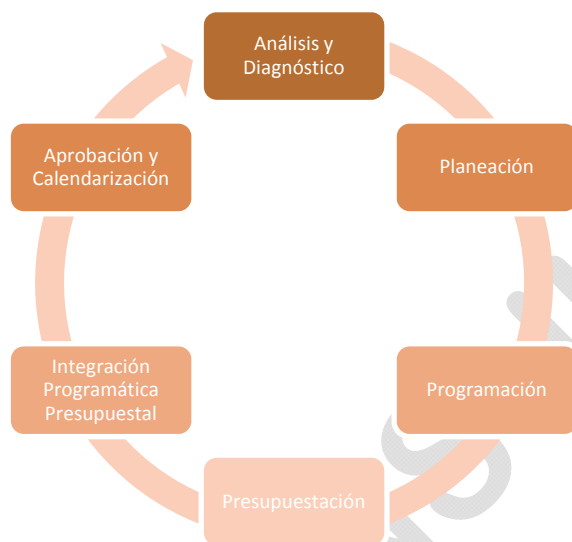 Análisis y
Diagnóstico
Planeación
Programación
Presupuestación
Integración
Programática
Presupuestal
Aprobación y
Calendarización